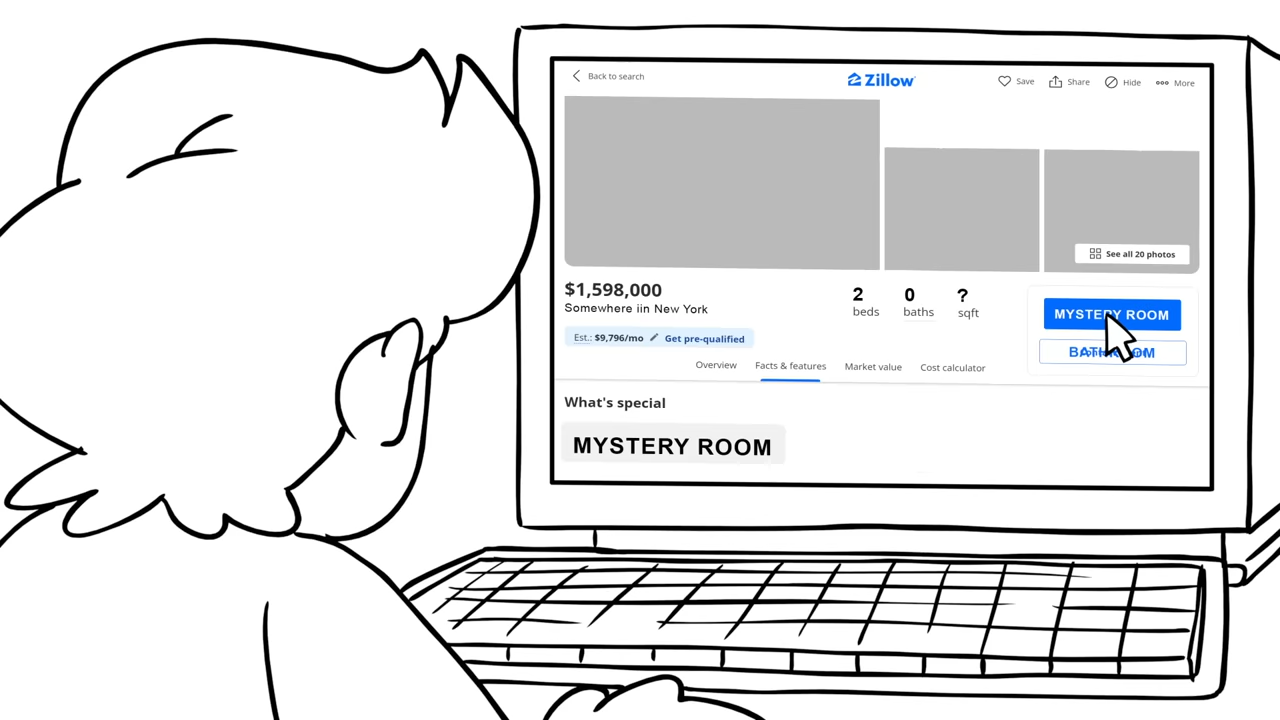 Back to search
Zillow
Save
Share
Hide
More
See all 20 photos
$1,598,000
Somewhere iin New York
2
beds
0
baths
?
sqft
Est.: $9,796/mo
Get pre-qualified
MYSTERY ROOM
BATHROOM
Overview
Facts & features
Market value
Cost calculator
What's special
MYSTERY ROOM